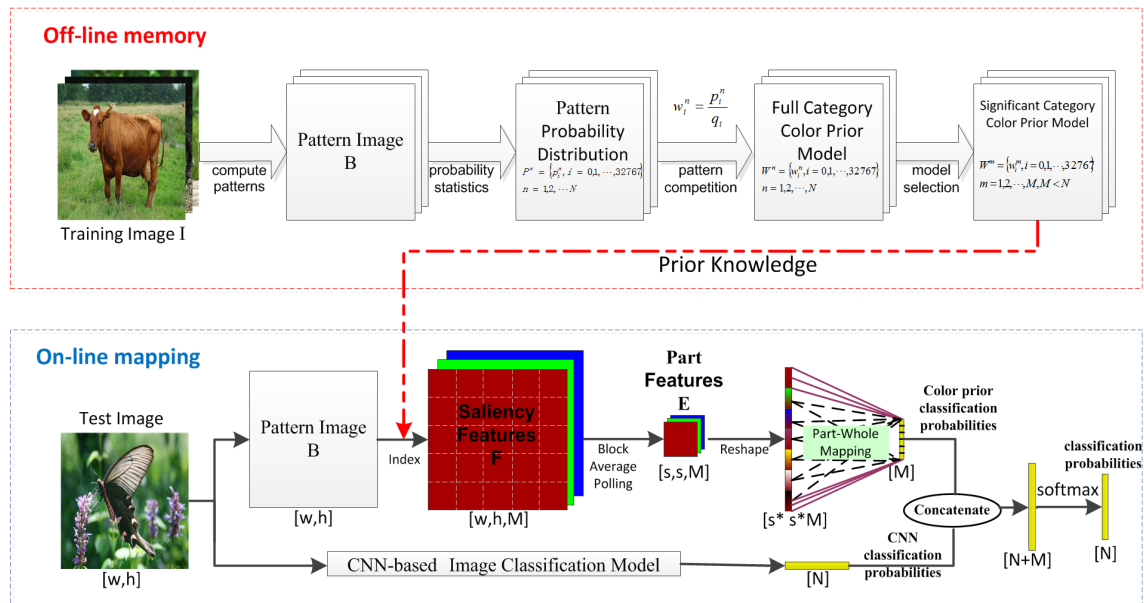 Off-line memory
Pattern Image
B
Pattern
Probability
Distribution
P^n = {p_i^n, i = 0,1,⋯,32767}
n = 1,2,⋯N
w_i^n = p_i^n / q_i
Full Category
Color Prior
Model
W^n = {w_i^n, i = 0,1,⋯,32767}
n = 1,2,⋯,N
Significant Category
Color Prior Model
W^m = {w_i^m, i = 0,1,⋯,32767}
m = 1,2,⋯,M, M < N
compute
patterns
probability
statistics
pattern
competition
model
selection
Training Image I
Prior Knowledge
On-line mapping
Test Image
[w,h]
Pattern Image
B
[w,h]
Index
Saliency
Features
F
[w,h,M]
Block
Average
Polling
Part
Features
E
[s,s,M]
Reshape
[s* s*M]
Part-Whole
Mapping
[M]
Color prior
classification
probabilities
Concatenate
CNN-based Image Classification Model
[N]
CNN
classification
probabilities
[N+M]
softmax
classification
probabilities
[N]